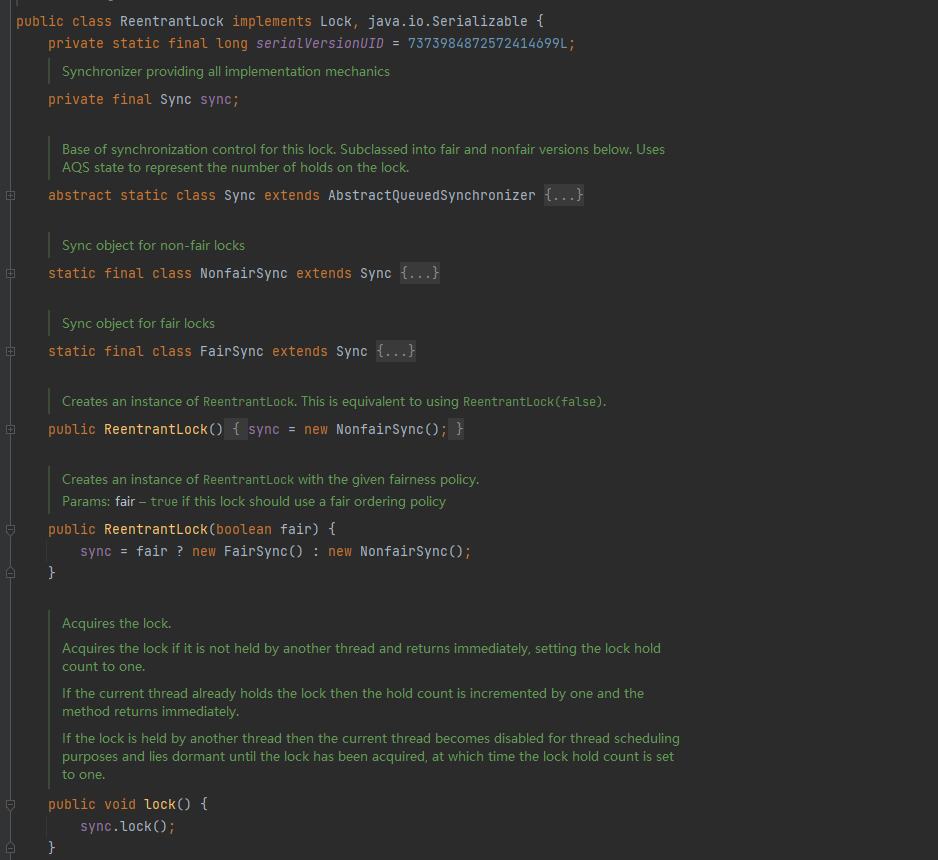 public class ReentrantLock implements Lock, java.io.Serializable {
private static final long serialVersionUID = 7373984872572414699L;
Synchronizer providing all implementation mechanics
private final Sync sync;
Base of synchronization control for this lock. Subclassed into fair and nonfair versions below. Uses
AQS state to represent the number of holds on the lock.
abstract static class Sync extends AbstractQueuedSynchronizer {...}
Sync object for non-fair locks
static final class NonfairSync extends Sync {...}
Sync object for fair locks
static final class FairSync extends Sync {...}
Creates an instance of ReentrantLock. This is equivalent to using ReentrantLock(false).
public ReentrantLock() { sync = new NonfairSync(); }
Creates an instance of ReentrantLock with the given fairness policy.
Params: fair – true if this lock should use a fair ordering policy
public ReentrantLock(boolean fair) {
sync = fair ? new FairSync() : new NonfairSync();
}
Acquires the lock.
Acquires the lock if it is not held by another thread and returns immediately, setting the lock hold
count to one.
If the current thread already holds the lock then the hold count is incremented by one and the
method returns immediately.
If the lock is held by another thread then the current thread becomes disabled for thread scheduling
purposes and lies dormant until the lock has been acquired, at which time the lock hold count is set
to one.
public void lock() {
sync.lock();
}